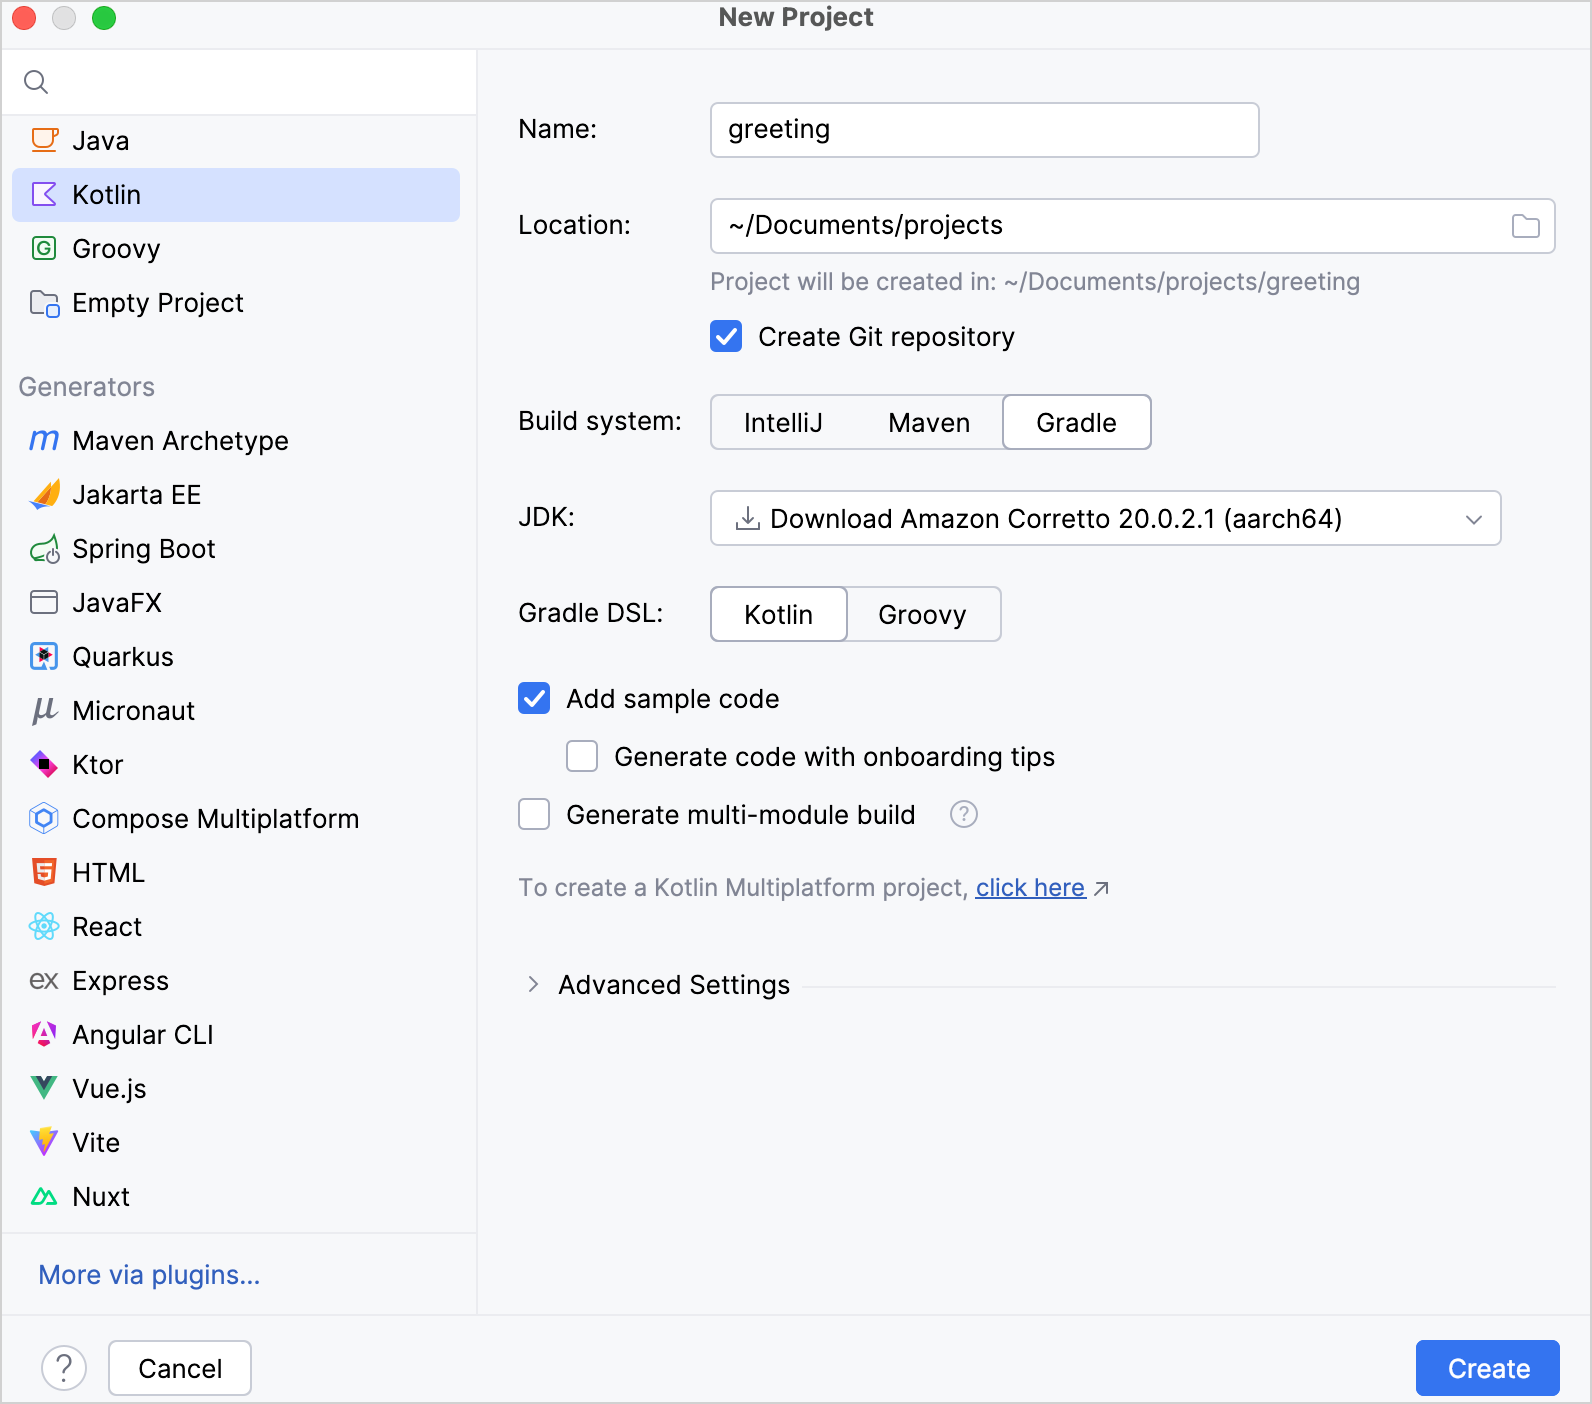 New Project
Java
Kotlin
Groovy
Empty Project
Generators
Maven Archetype
Jakarta EE
Spring Boot
JavaFX
Quarkus
Micronaut
Ktor
Compose Multiplatform
HTML
React
Express
Angular CLI
Vue.js
Vite
Nuxt
More via plugins...
Name: greeting
Location: ~/Documents/projects
Project will be created in: ~/Documents/projects/greeting
Create Git repository
Build system: IntelliJ Maven Gradle
JDK: Download Amazon Corretto 20.0.2.1 (aarch64)
Gradle DSL: Kotlin Groovy
Add sample code
Generate code with onboarding tips
Generate multi-module build ?
To create a Kotlin Multiplatform project, click here ↗
Advanced Settings
? Cancel Create